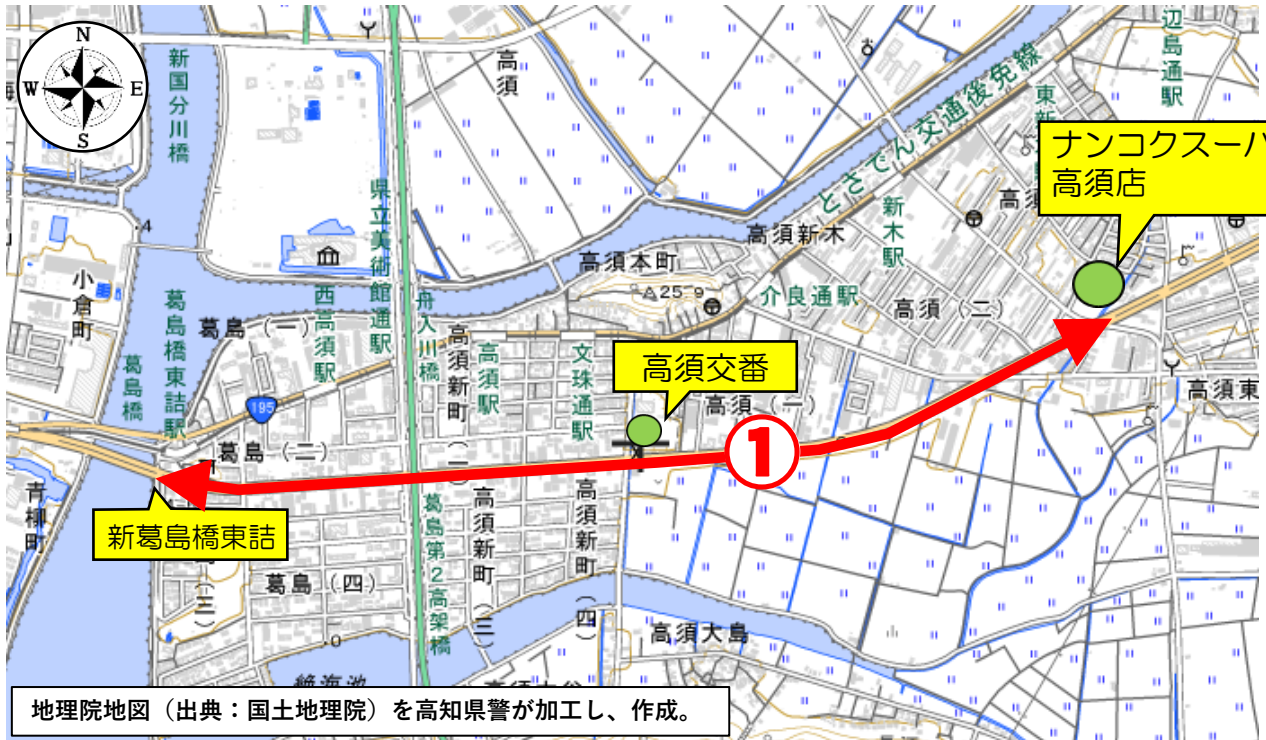 N
W
E
S
新国分川橋
高須
とさでん交通後免線
辺島通駅
ナンコクスーパ
高須店
小倉町
県立美術館通駅
高須新木
新木駅
高須本町
△25・9
介良通駅
高須(二)
葛島(一)
西高須駅
舟入川橋
高須新町(一)
高須駅
文珠通駅
高須交番
高須(一)
葛島橋東詰駅
葛島橋
195
葛島(二)
①
高須東
青柳町
新葛島橋東詰
葛島第2高架橋
高須新町(三)
高須新町(四)
(三)
葛島(四)
高須大島
絶海池
地理院地図(出典:国土地理院)を高知県警が加工し、作成。